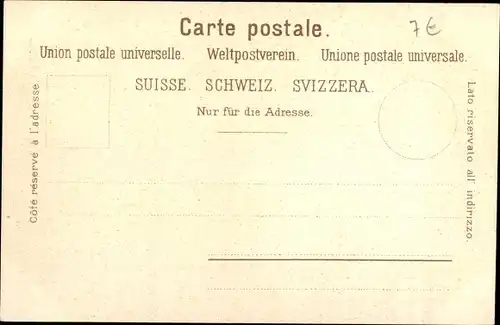 Carte postale.
7€
Union postale universelle. Weltpostverein. Unione postale universale.
SUISSE. SCHWEIZ. SVIZZERA.
Nur für die Adresse.
Côté réservé à l'adresse.
Lato riservato all' indirizzo.